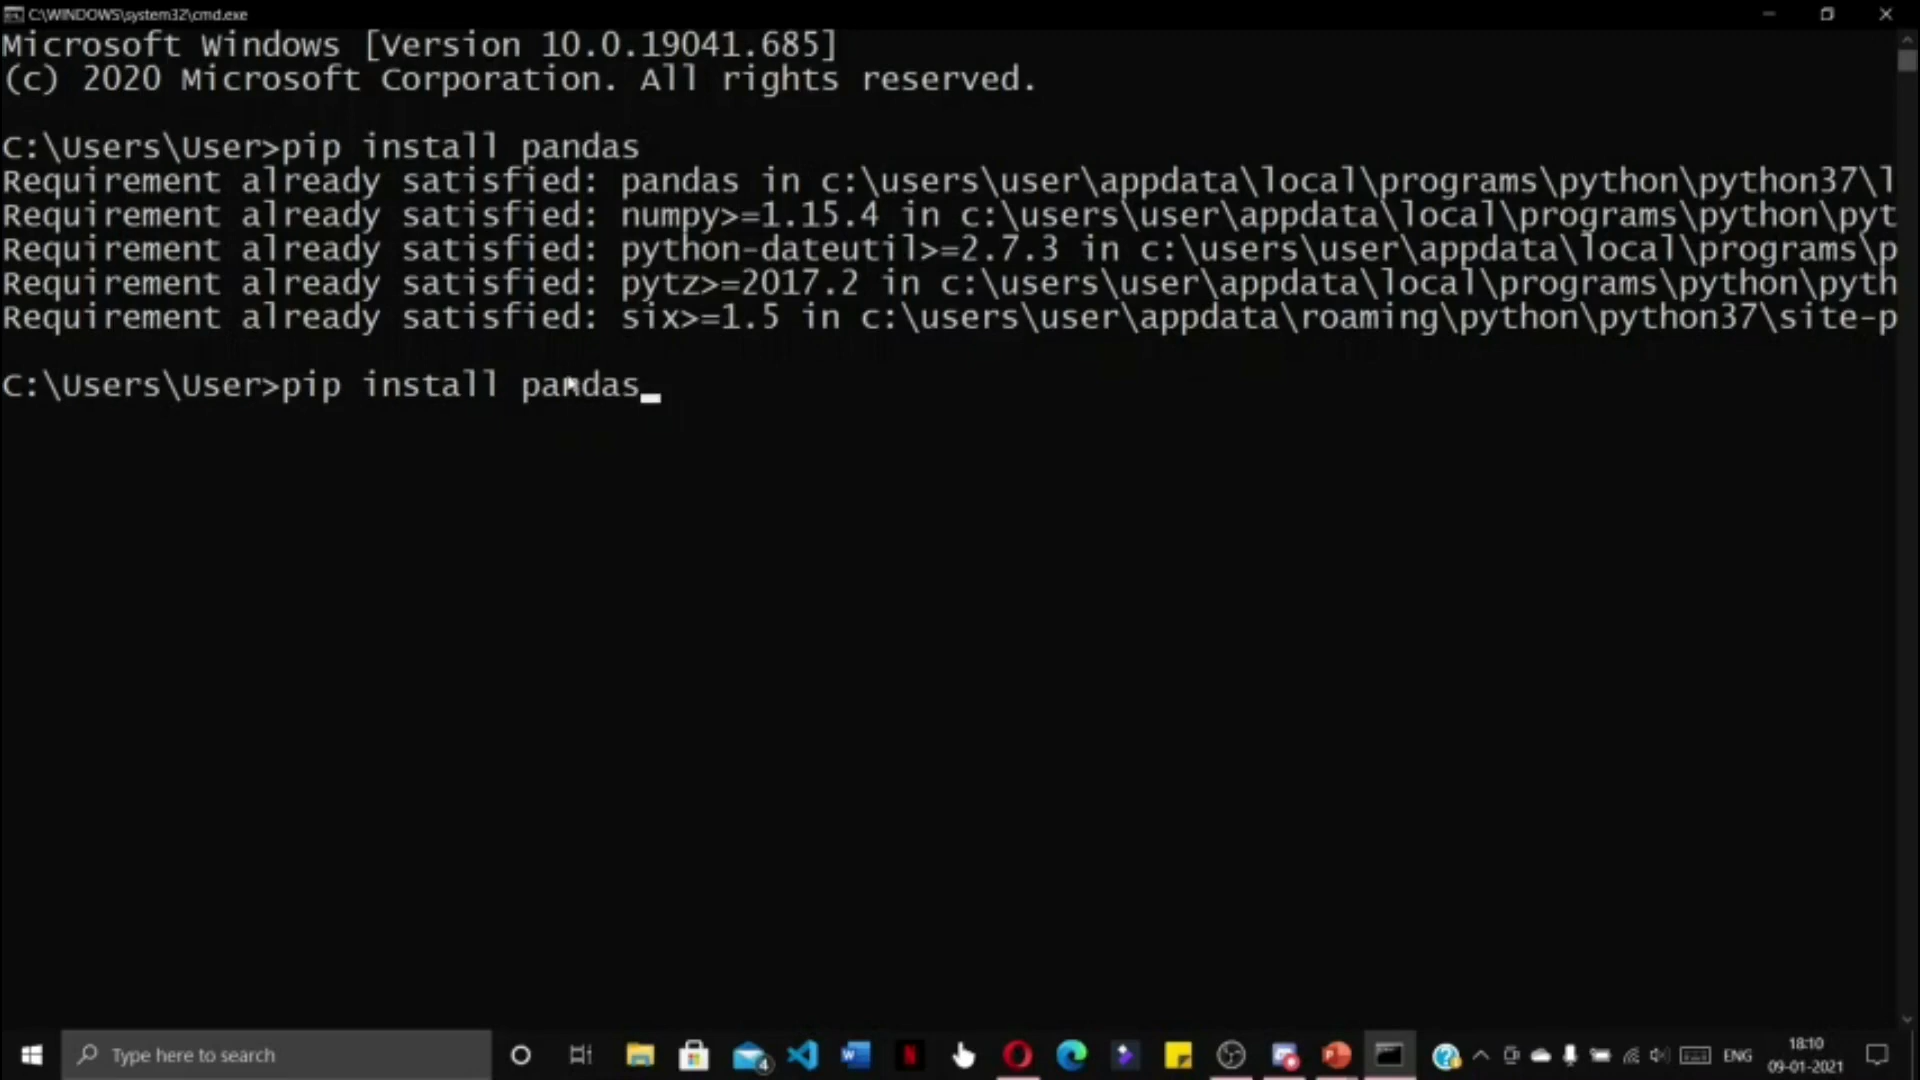 C:\WINDOWS\system32\cmd.exe
Microsoft Windows [Version 10.0.19041.685]
(c) 2020 Microsoft Corporation. All rights reserved.
C:\Users\User>pip install pandas
Requirement already satisfied: pandas in c:\users\user\appdata\local\programs\python\python37\l
Requirement already satisfied: numpy>=1.15.4 in c:\users\user\appdata\local\programs\python\pyt
Requirement already satisfied: python-dateutil>=2.7.3 in c:\users\user\appdata\local\programs\p
Requirement already satisfied: pytz>=2017.2 in c:\users\user\appdata\local\programs\python\pyth
Requirement already satisfied: six>=1.5 in c:\users\user\appdata\roaming\python\python37\site-p
C:\Users\User>pip install pandas
Type here to search
4
ENG
18:10
09-01-2021